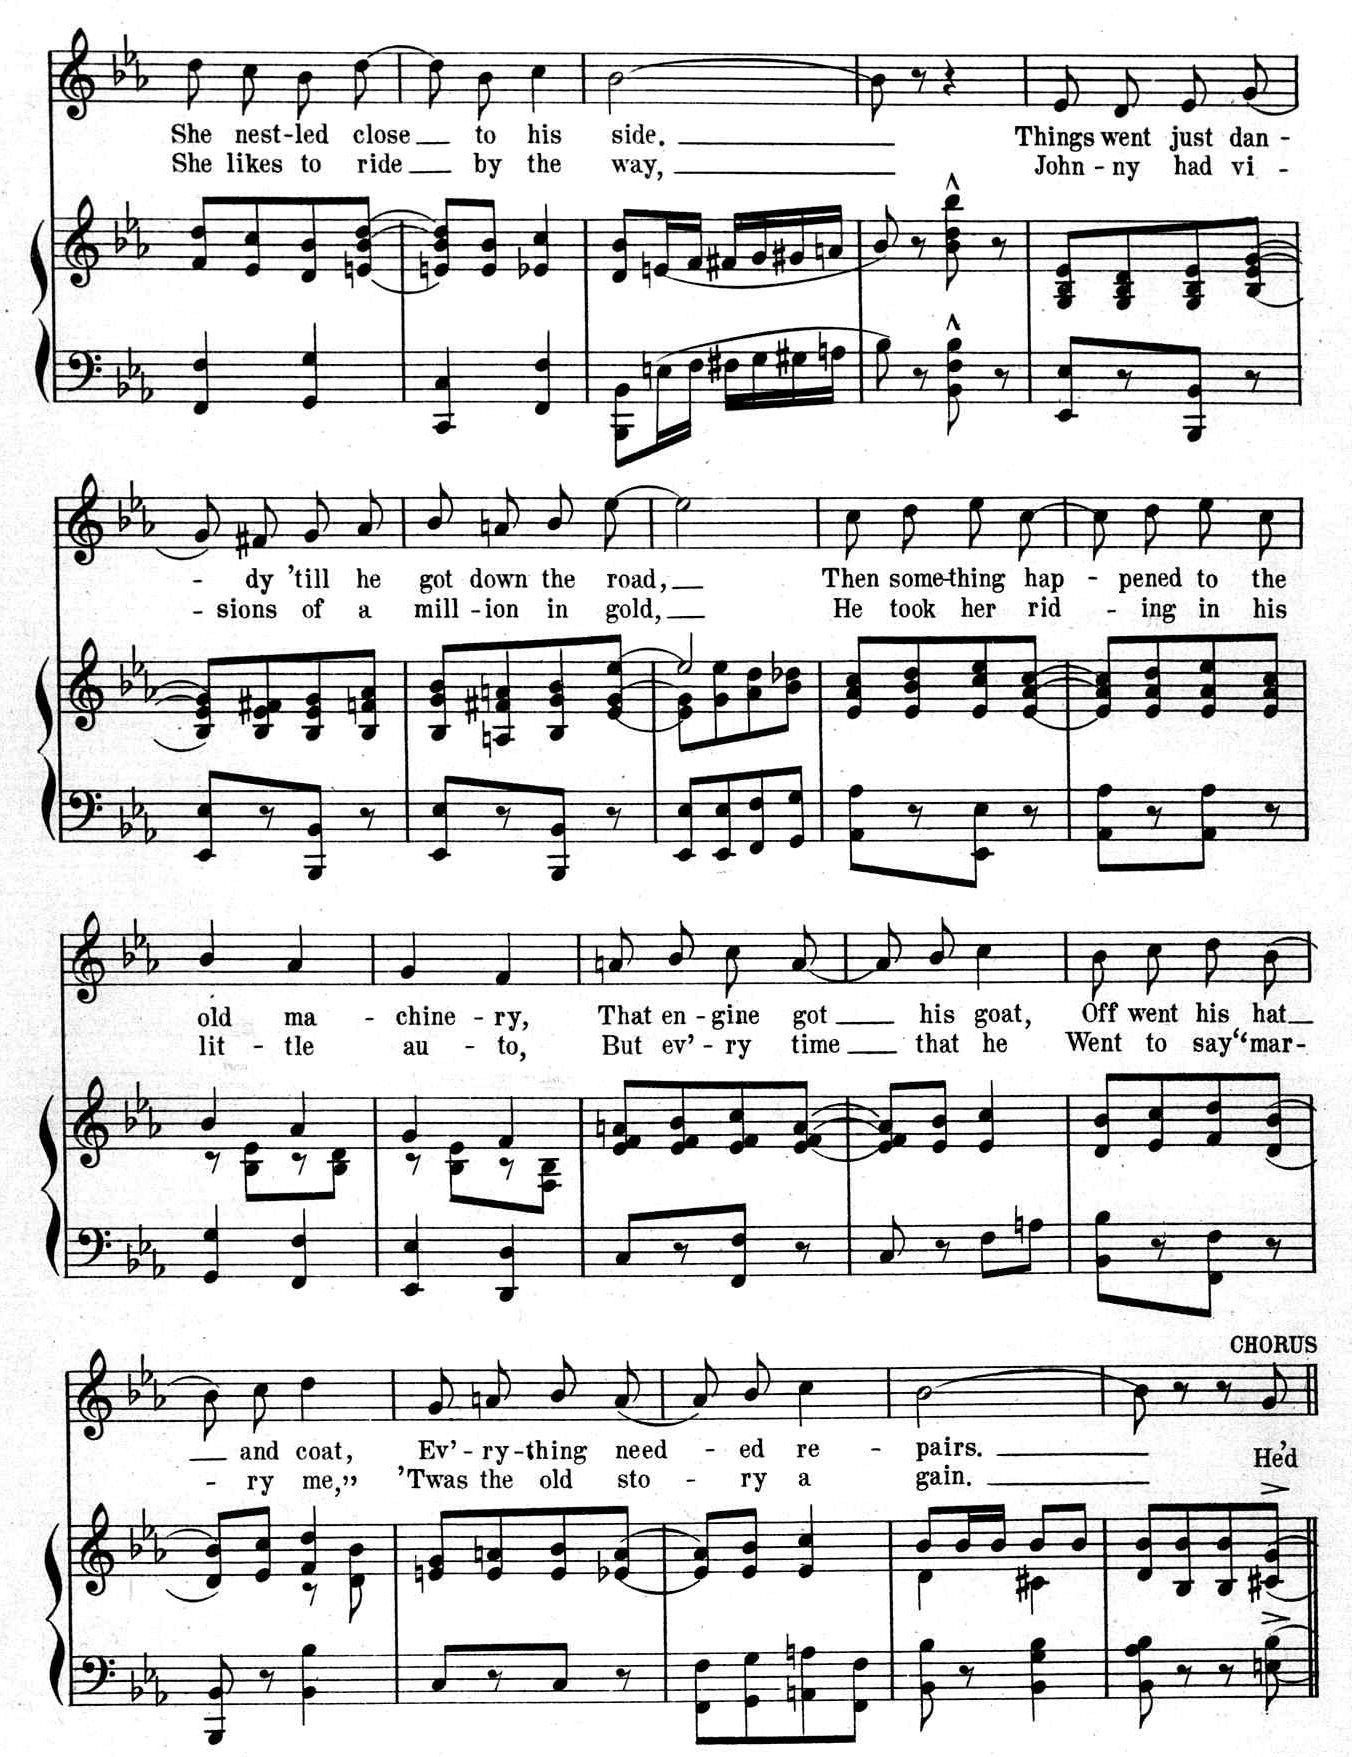 She nest-led close to his side. Things went just dan-
She likes to ride by the way, John-ny had vi-
- dy 'till he got down the road, Then some-thing hap-pened to the
- sions of a mill-ion in gold, He took her rid-ing in his
old ma-chine-ry, That en-gine got his goat, Off went his hat
lit-tle au-to, But ev'-ry time that he Went to say "mar-
CHORUS
and coat, Ev'-ry-thing need-ed re-pairs. He'd
- ry me," 'Twas the old sto-ry a gain.